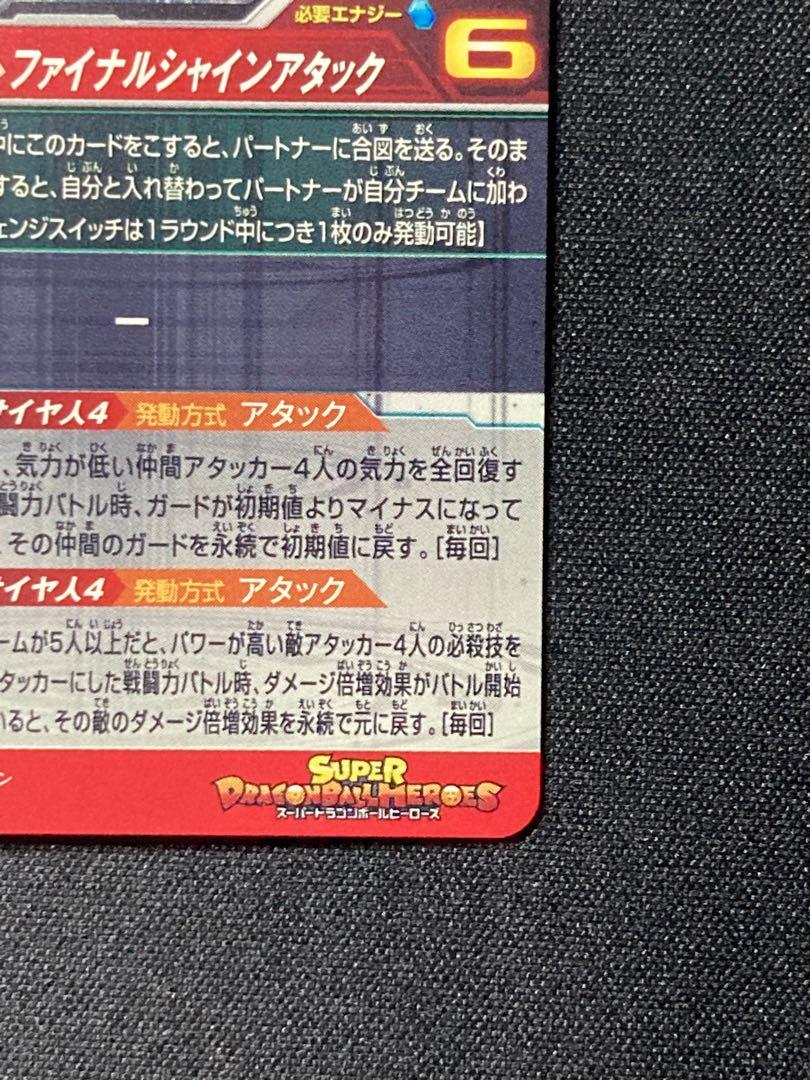 必要エナジー 6
ファイナルシャインアタック
中にこのカードをこすると、パートナーに合図を送る。そのま
すると、自分と入れ替わってパートナーが自分チームに加わ
ェンジスイッチは1ラウンド中につき1枚のみ発動可能】
ー
サイヤ人4 発動方式 アタック
、気力が低い仲間アタッカー4人の気力を全回復す
闘力バトル時、ガードが初期値よりマイナスになって
、その仲間のガードを永続で初期値に戻す。[毎回]
サイヤ人4 発動方式 アタック
ームが5人以上だと、パワーが高い敵アタッカー4人の必殺技を
タッカーにした戦闘力バトル時、ダメージ倍増効果がバトル開始
いると、その敵のダメージ倍増効果を永続で元に戻す。[毎回]
ン
SUPER
DRAGONBALL HEROES
スーパードラゴンボールヒーローズ